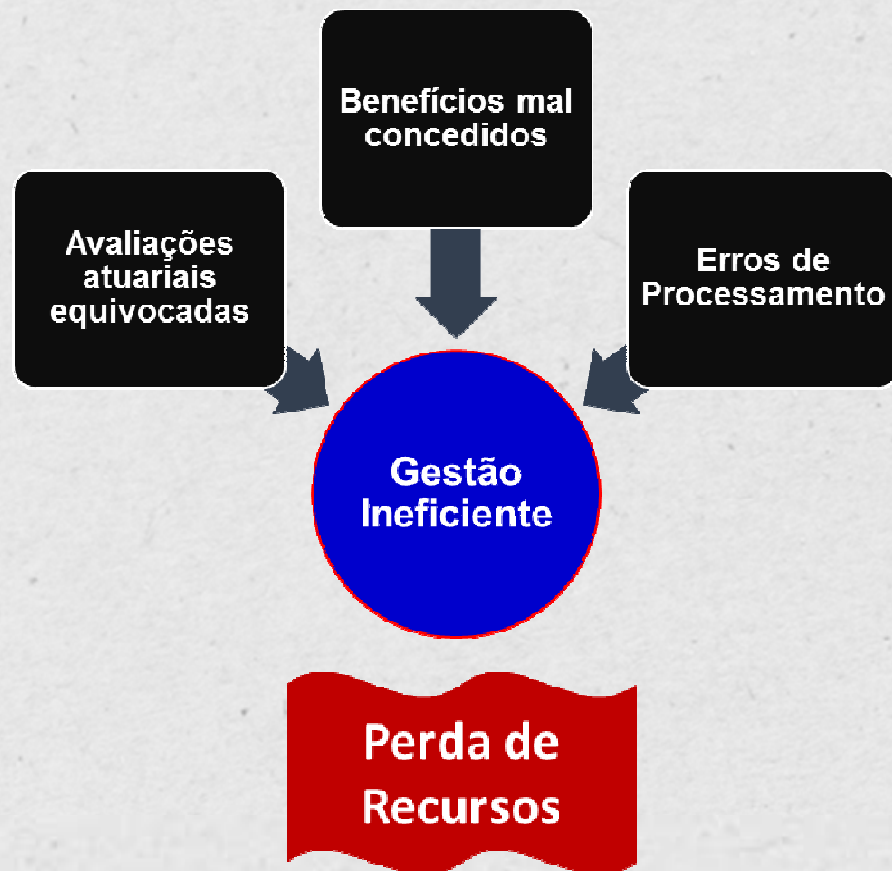 Benefícios mal
concedidos
Avaliações
atuariais
equivocadas
Erros de
Processamento
Gestão
Ineficiente
Perda de
Recursos